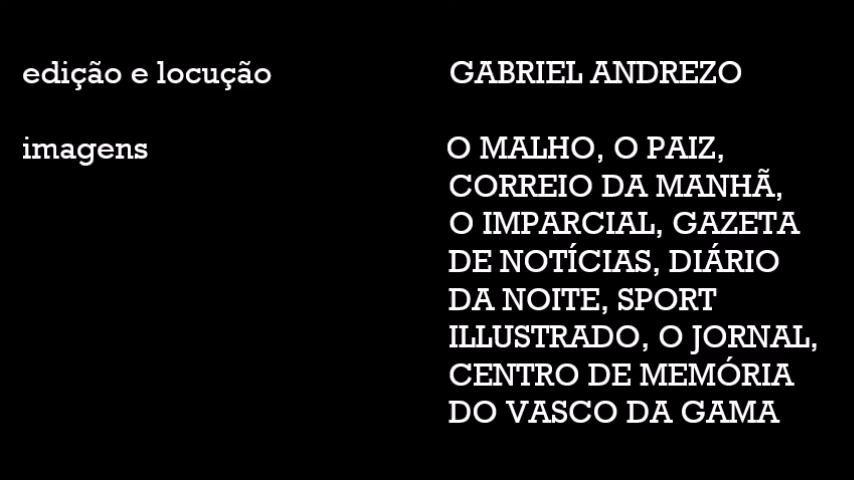 edição e locução GABRIEL ANDREZO
imagens O MALHO, O PAIZ,
CORREIO DA MANHÃ,
O IMPARCIAL, GAZETA
DE NOTÍCIAS, DIÁRIO
DA NOITE, SPORT
ILLUSTRADO, O JORNAL,
CENTRO DE MEMÓRIA
DO VASCO DA GAMA